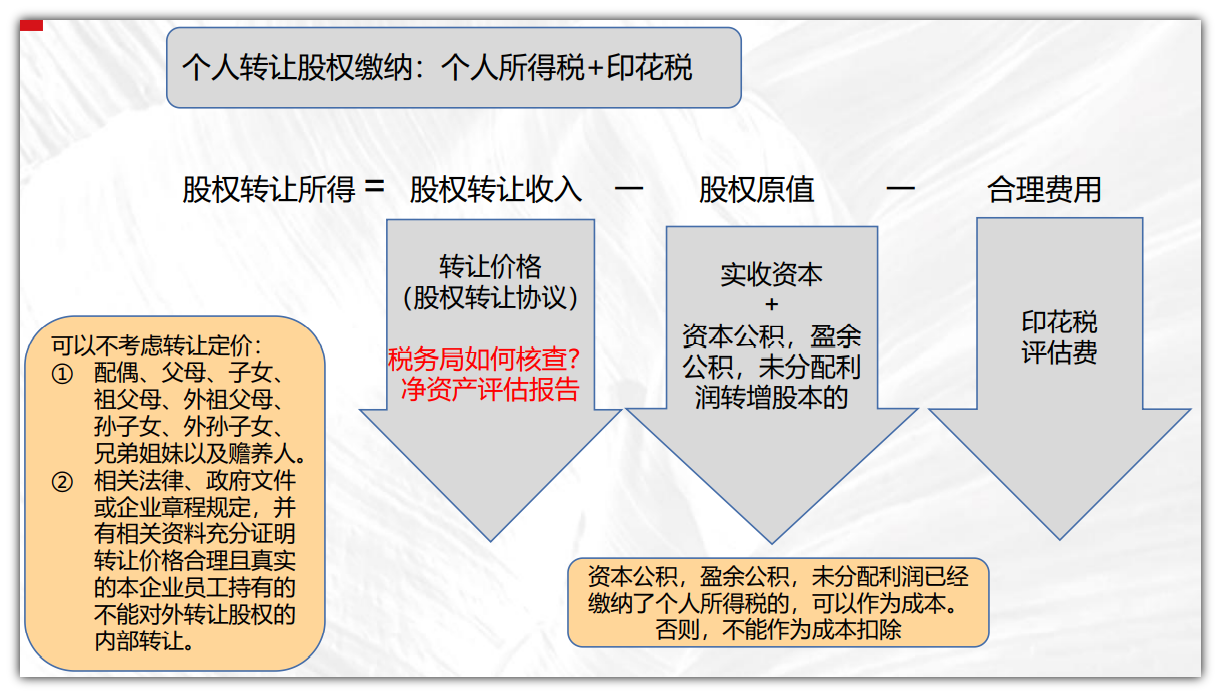 个人转让股权缴纳：个人所得税+印花税
股权转让所得 = 股权转让收入 — 股权原值 — 合理费用
转让价格
（股权转让协议）
税务局如何核查?
净资产评估报告
实收资本
+
资本公积，盈余
公积，未分配利
润转增股本的
印花税
评估费
可以不考虑转让定价：
① 配偶、父母、子女、
祖父母、外祖父母、
孙子女、外孙子女、
兄弟姐妹以及赡养人。
② 相关法律、政府文件
或企业章程规定，并
有相关资料充分证明
转让价格合理且真实
的本企业员工持有的
不能对外转让股权的
内部转让。
资本公积，盈余公积，未分配利润已经
缴纳了个人所得税的，可以作为成本。
否则，不能作为成本扣除